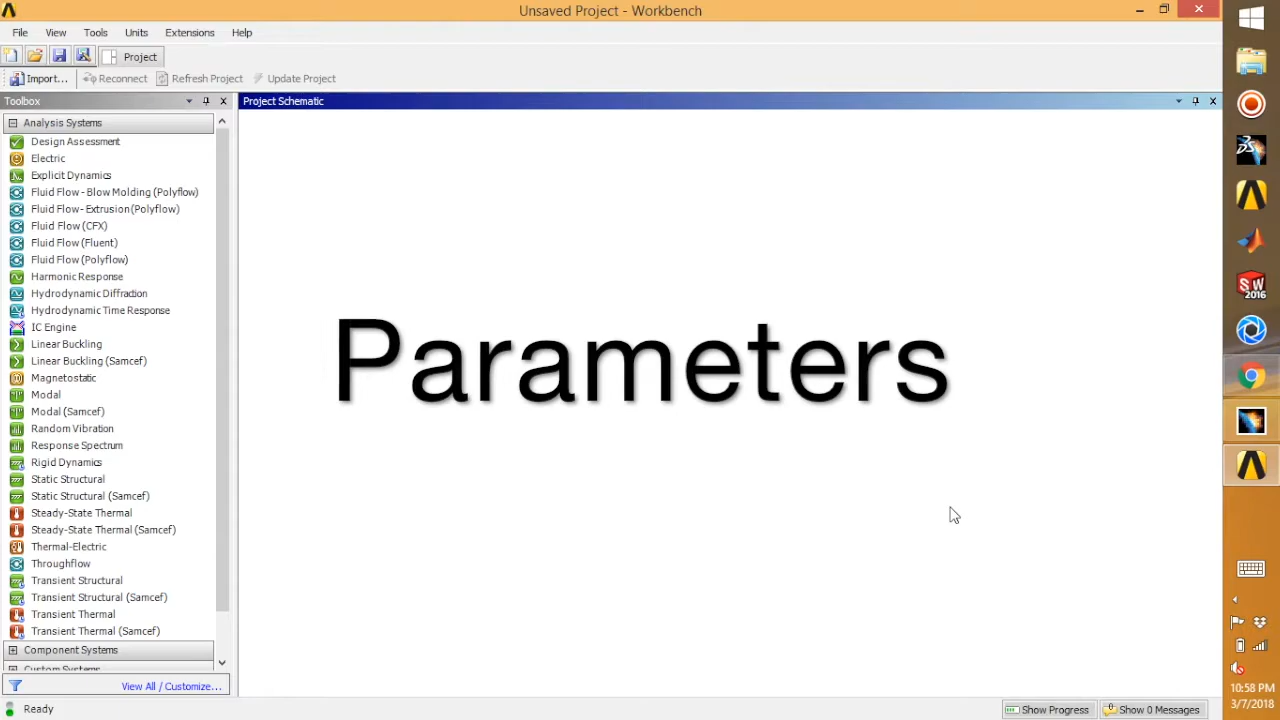 Unsaved Project - Workbench
File View Tools Units Extensions Help
Project
Import... Reconnect Refresh Project Update Project
Toolbox
Project Schematic
Analysis Systems
Design Assessment
Electric
Explicit Dynamics
Fluid Flow - Blow Molding (Polyflow)
Fluid Flow - Extrusion (Polyflow)
Fluid Flow (CFX)
Fluid Flow (Fluent)
Fluid Flow (Polyflow)
Harmonic Response
Hydrodynamic Diffraction
Hydrodynamic Time Response
IC Engine
Linear Buckling
Linear Buckling (Samcef)
Magnetostatic
Modal
Modal (Samcef)
Random Vibration
Response Spectrum
Rigid Dynamics
Static Structural
Static Structural (Samcef)
Steady-State Thermal
Steady-State Thermal (Samcef)
Thermal-Electric
Throughflow
Transient Structural
Transient Structural (Samcef)
Transient Thermal
Transient Thermal (Samcef)
Component Systems
Custom Systems
View All / Customize...
Parameters
Ready
Show Progress
Show 0 Messages
SW
2016
10:58 PM
3/7/2018